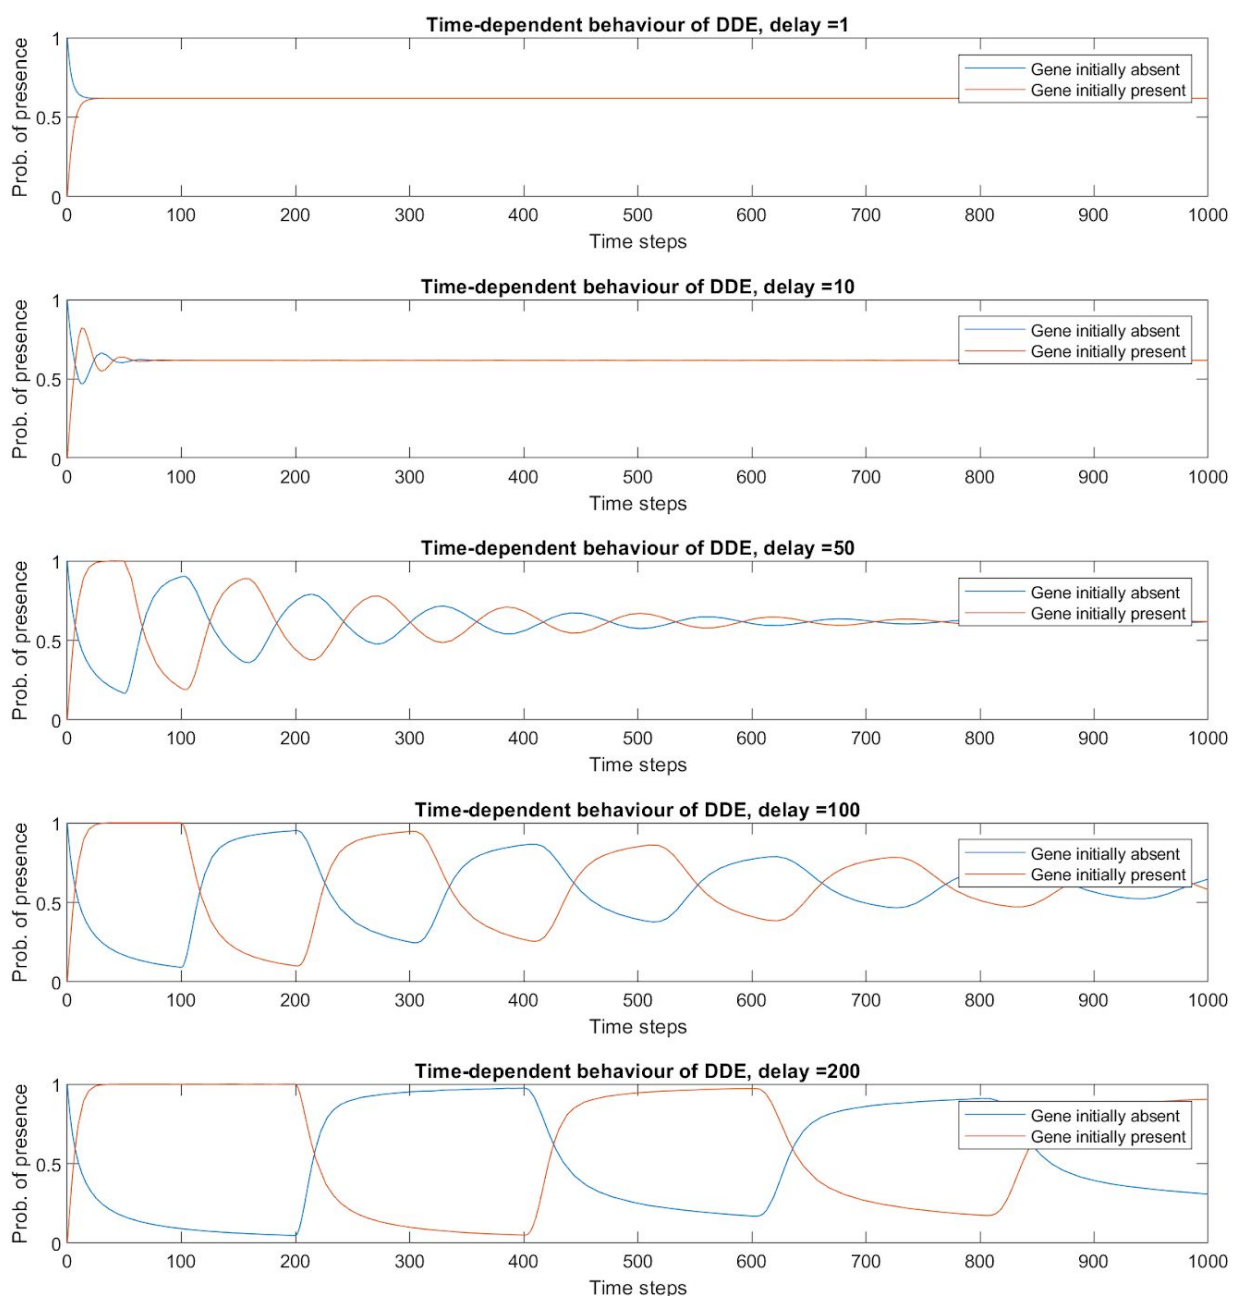 Time-dependent behaviour of DDE, delay =1
Prob. of presence
1
0.5
0
Gene initially absent
Gene initially present
0 100 200 300 400 500 600 700 800 900 1000
Time steps
Time-dependent behaviour of DDE, delay =10
Prob. of presence
1
0.5
0
Gene initially absent
Gene initially present
0 100 200 300 400 500 600 700 800 900 1000
Time steps
Time-dependent behaviour of DDE, delay =50
Prob. of presence
1
0.5
0
Gene initially absent
Gene initially present
0 100 200 300 400 500 600 700 800 900 1000
Time steps
Time-dependent behaviour of DDE, delay =100
Prob. of presence
1
0.5
0
Gene initially absent
Gene initially present
0 100 200 300 400 500 600 700 800 900 1000
Time steps
Time-dependent behaviour of DDE, delay =200
Prob. of presence
1
0.5
0
Gene initially absent
Gene initially present
0 100 200 300 400 500 600 700 800 900 1000
Time steps